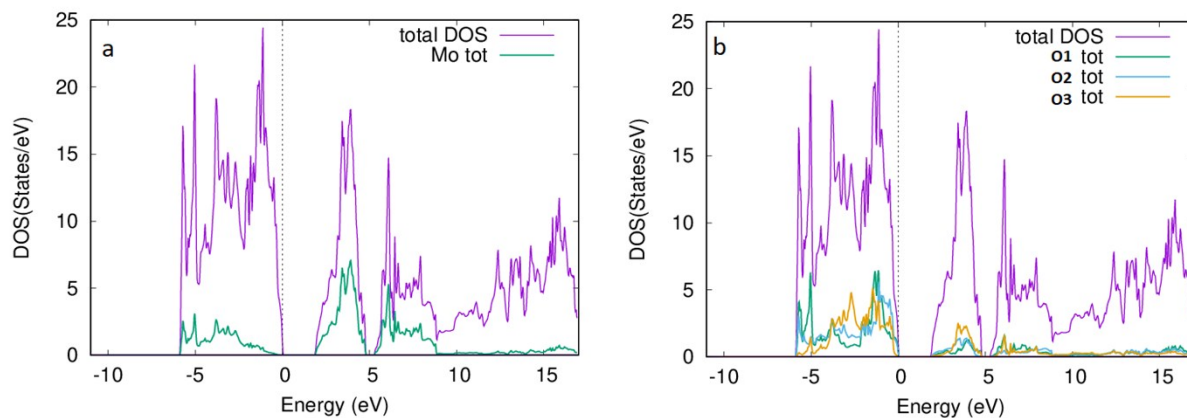 25
20
15
10
5
0
DOS(States/eV)
a
total DOS
Mo tot
-10 -5 0 5 10 15
Energy (eV)
25
20
15
10
5
0
DOS(States/eV)
b
total DOS
O1 tot
O2 tot
O3 tot
-10 -5 0 5 10 15
Energy (eV)